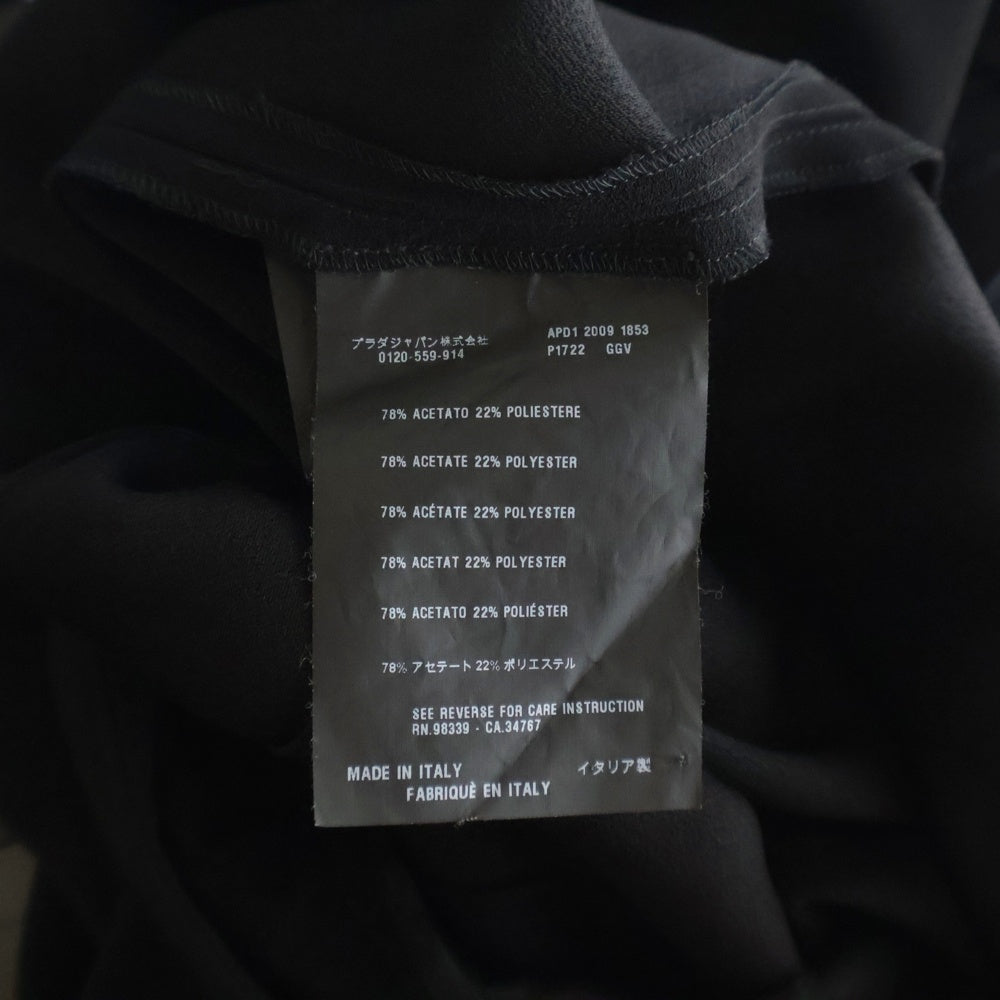 プラダジャパン株式会社
0120-559-914
APD1 2009 1853
P1722 GGV
78% ACETATO 22% POLIESTERE
78% ACETATE 22% POLYESTER
78% ACÉTATE 22% POLYESTER
78% ACETAT 22% POLYESTER
78% ACETATO 22% POLIÉSTER
78% アセテート 22% ポリエステル
SEE REVERSE FOR CARE INSTRUCTION
RN.98339 - CA.34767
MADE IN ITALY イタリア製
FABRIQUÈ EN ITALY